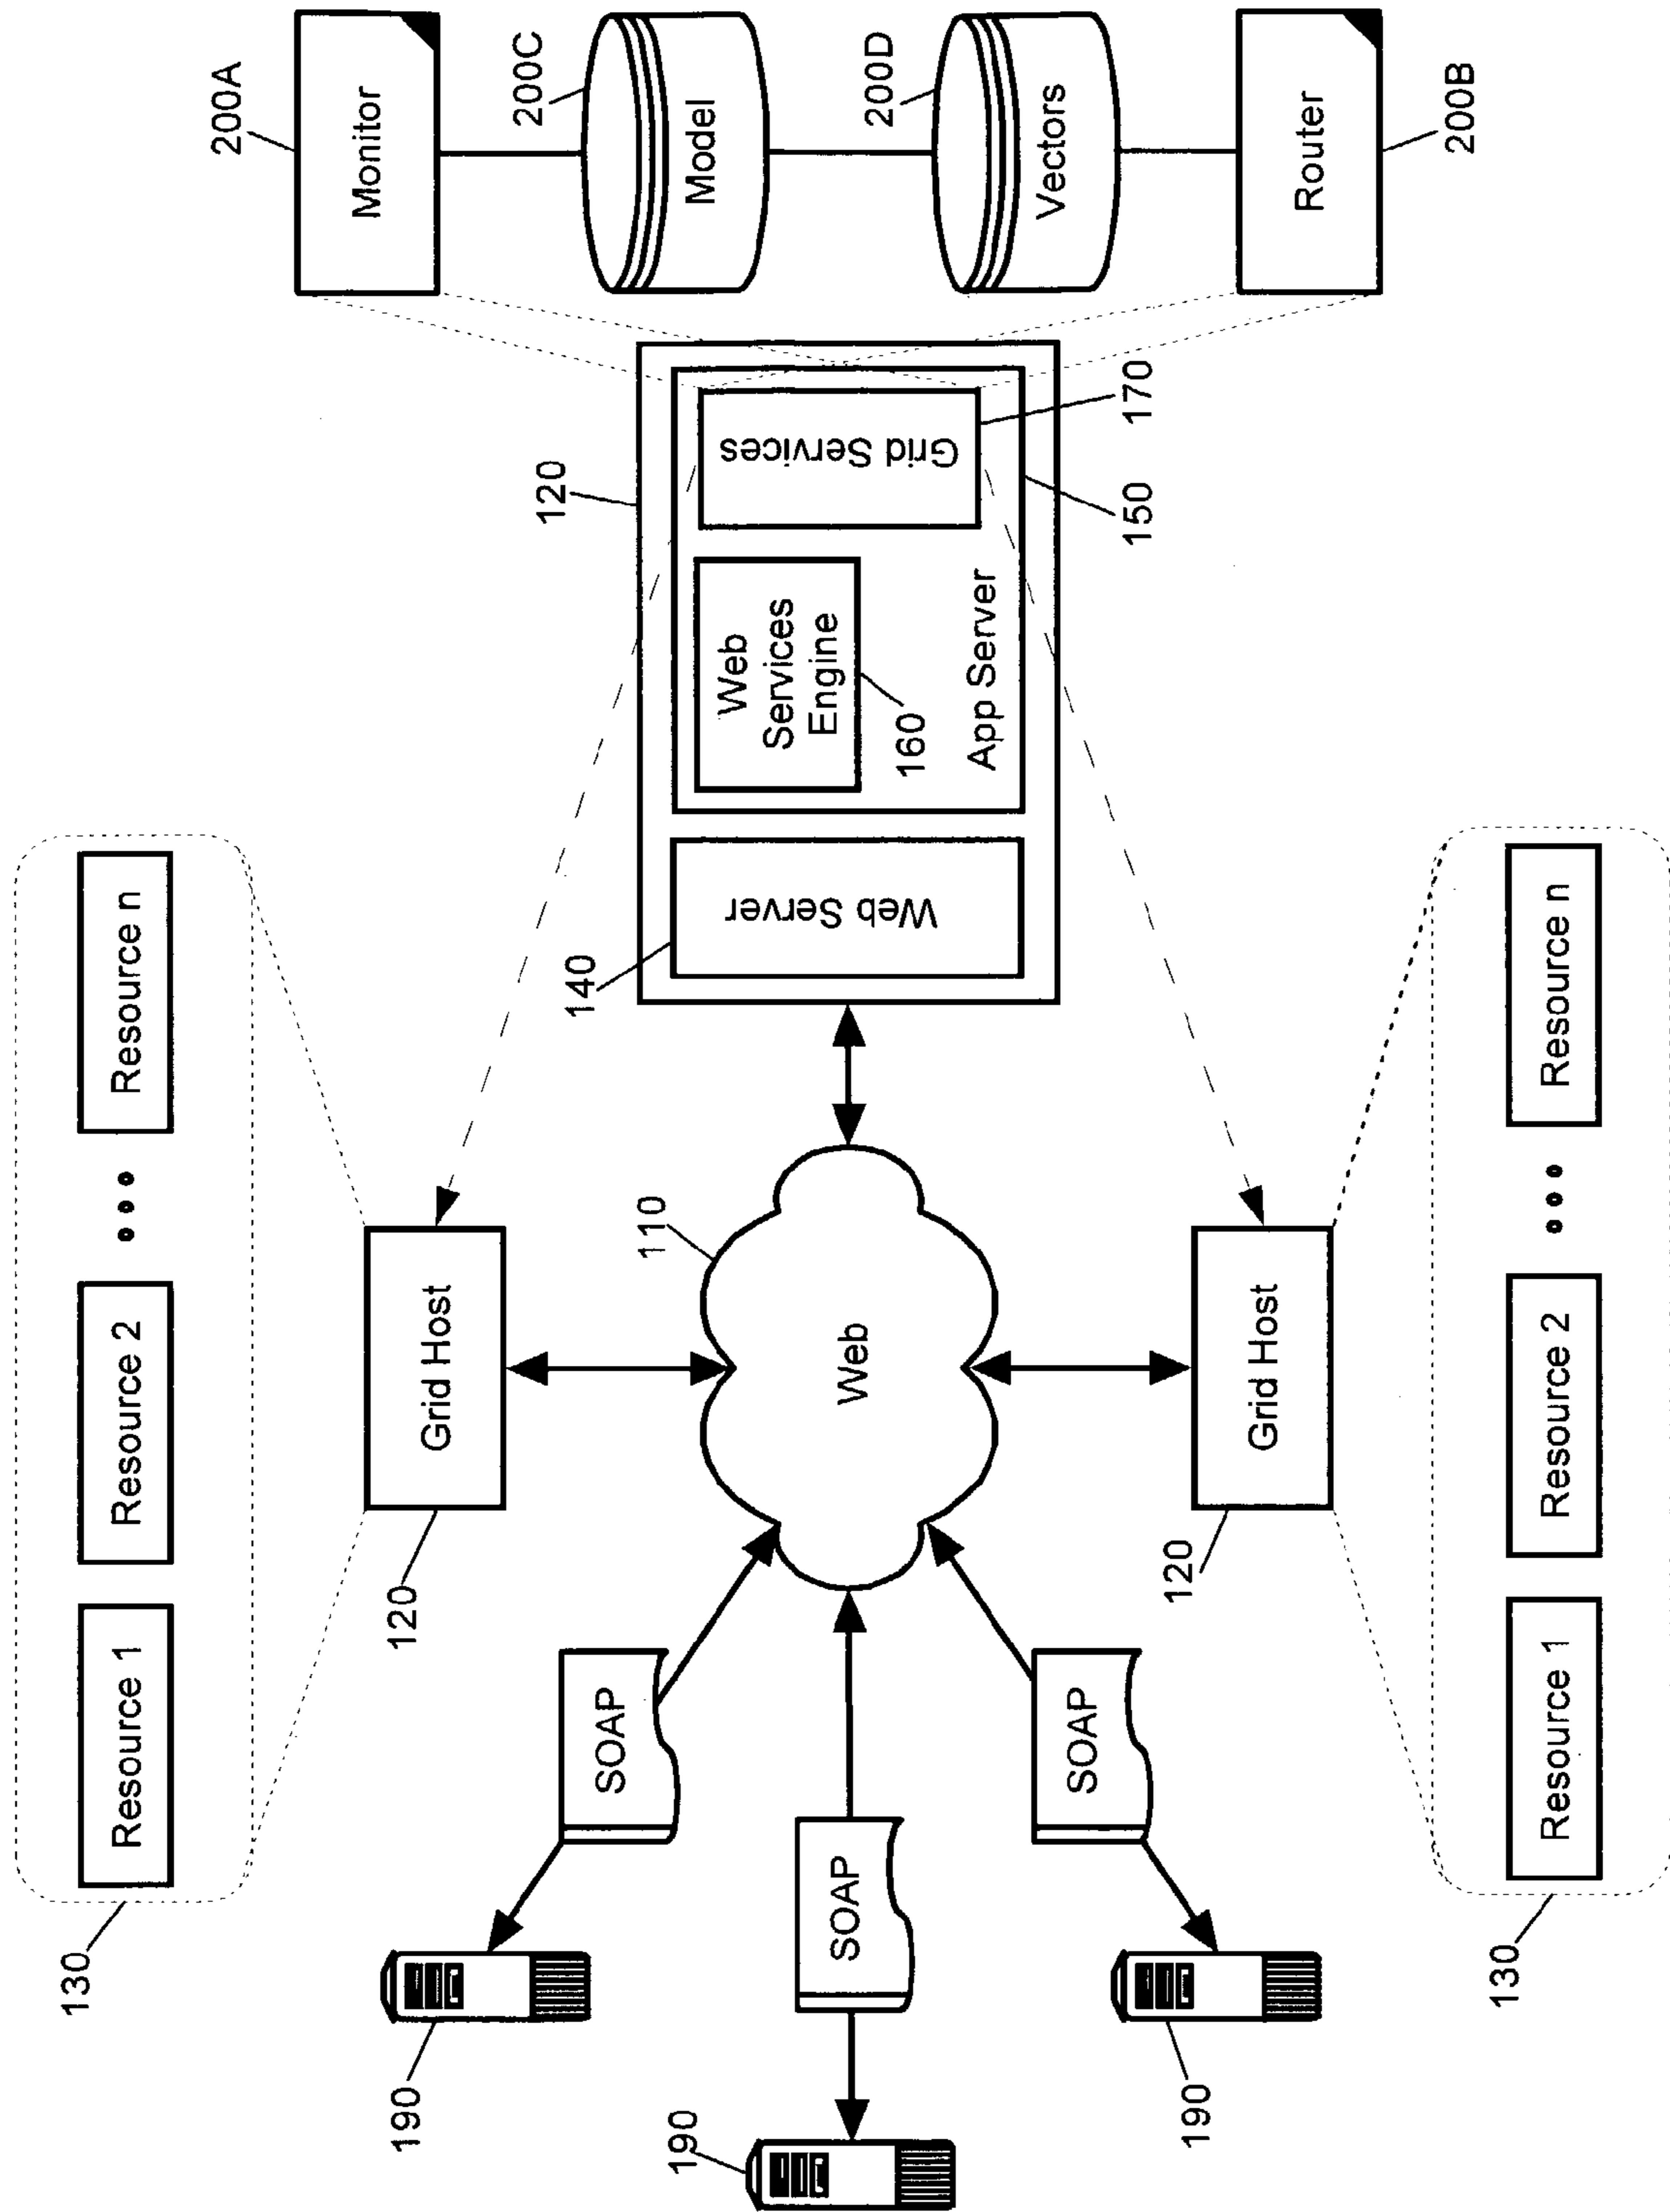 130
Resource 1
Resource 2
Resource n
120
Grid Host
200A
Monitor
200C
Model
200D
Vectors
Router
200B
190
SOAP
110
Web
190
SOAP
190
SOAP
140
Web Server
120
Web
Services
Engine
160
App Server
Grid Services
150
170
120
Grid Host
130
Resource 1
Resource 2
Resource n